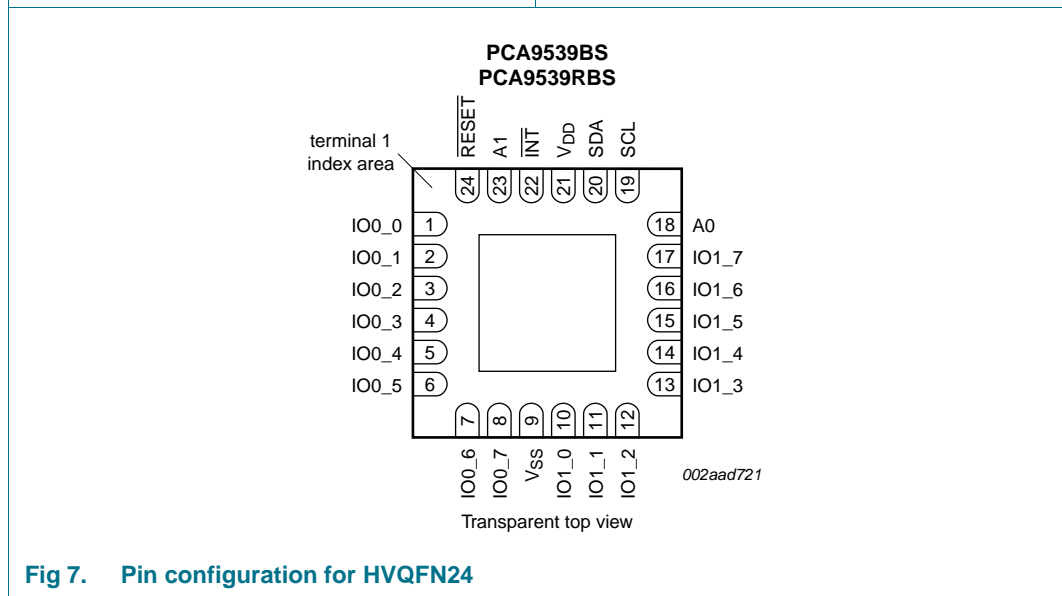 PCA9539BS
PCA9539RBS
terminal 1
index area
RESET
A1
INT
VDD
SDA
SCL
24
23
22
21
20
19
IO0_0 1
IO0_1 2
IO0_2 3
IO0_3 4
IO0_4 5
IO0_5 6
18 A0
17 IO1_7
16 IO1_6
15 IO1_5
14 IO1_4
13 IO1_3
7
8
9
10
11
12
IO0_6
IO0_7
VSS
IO1_0
IO1_1
IO1_2
002aad721
Transparent top view
Fig 7. Pin configuration for HVQFN24